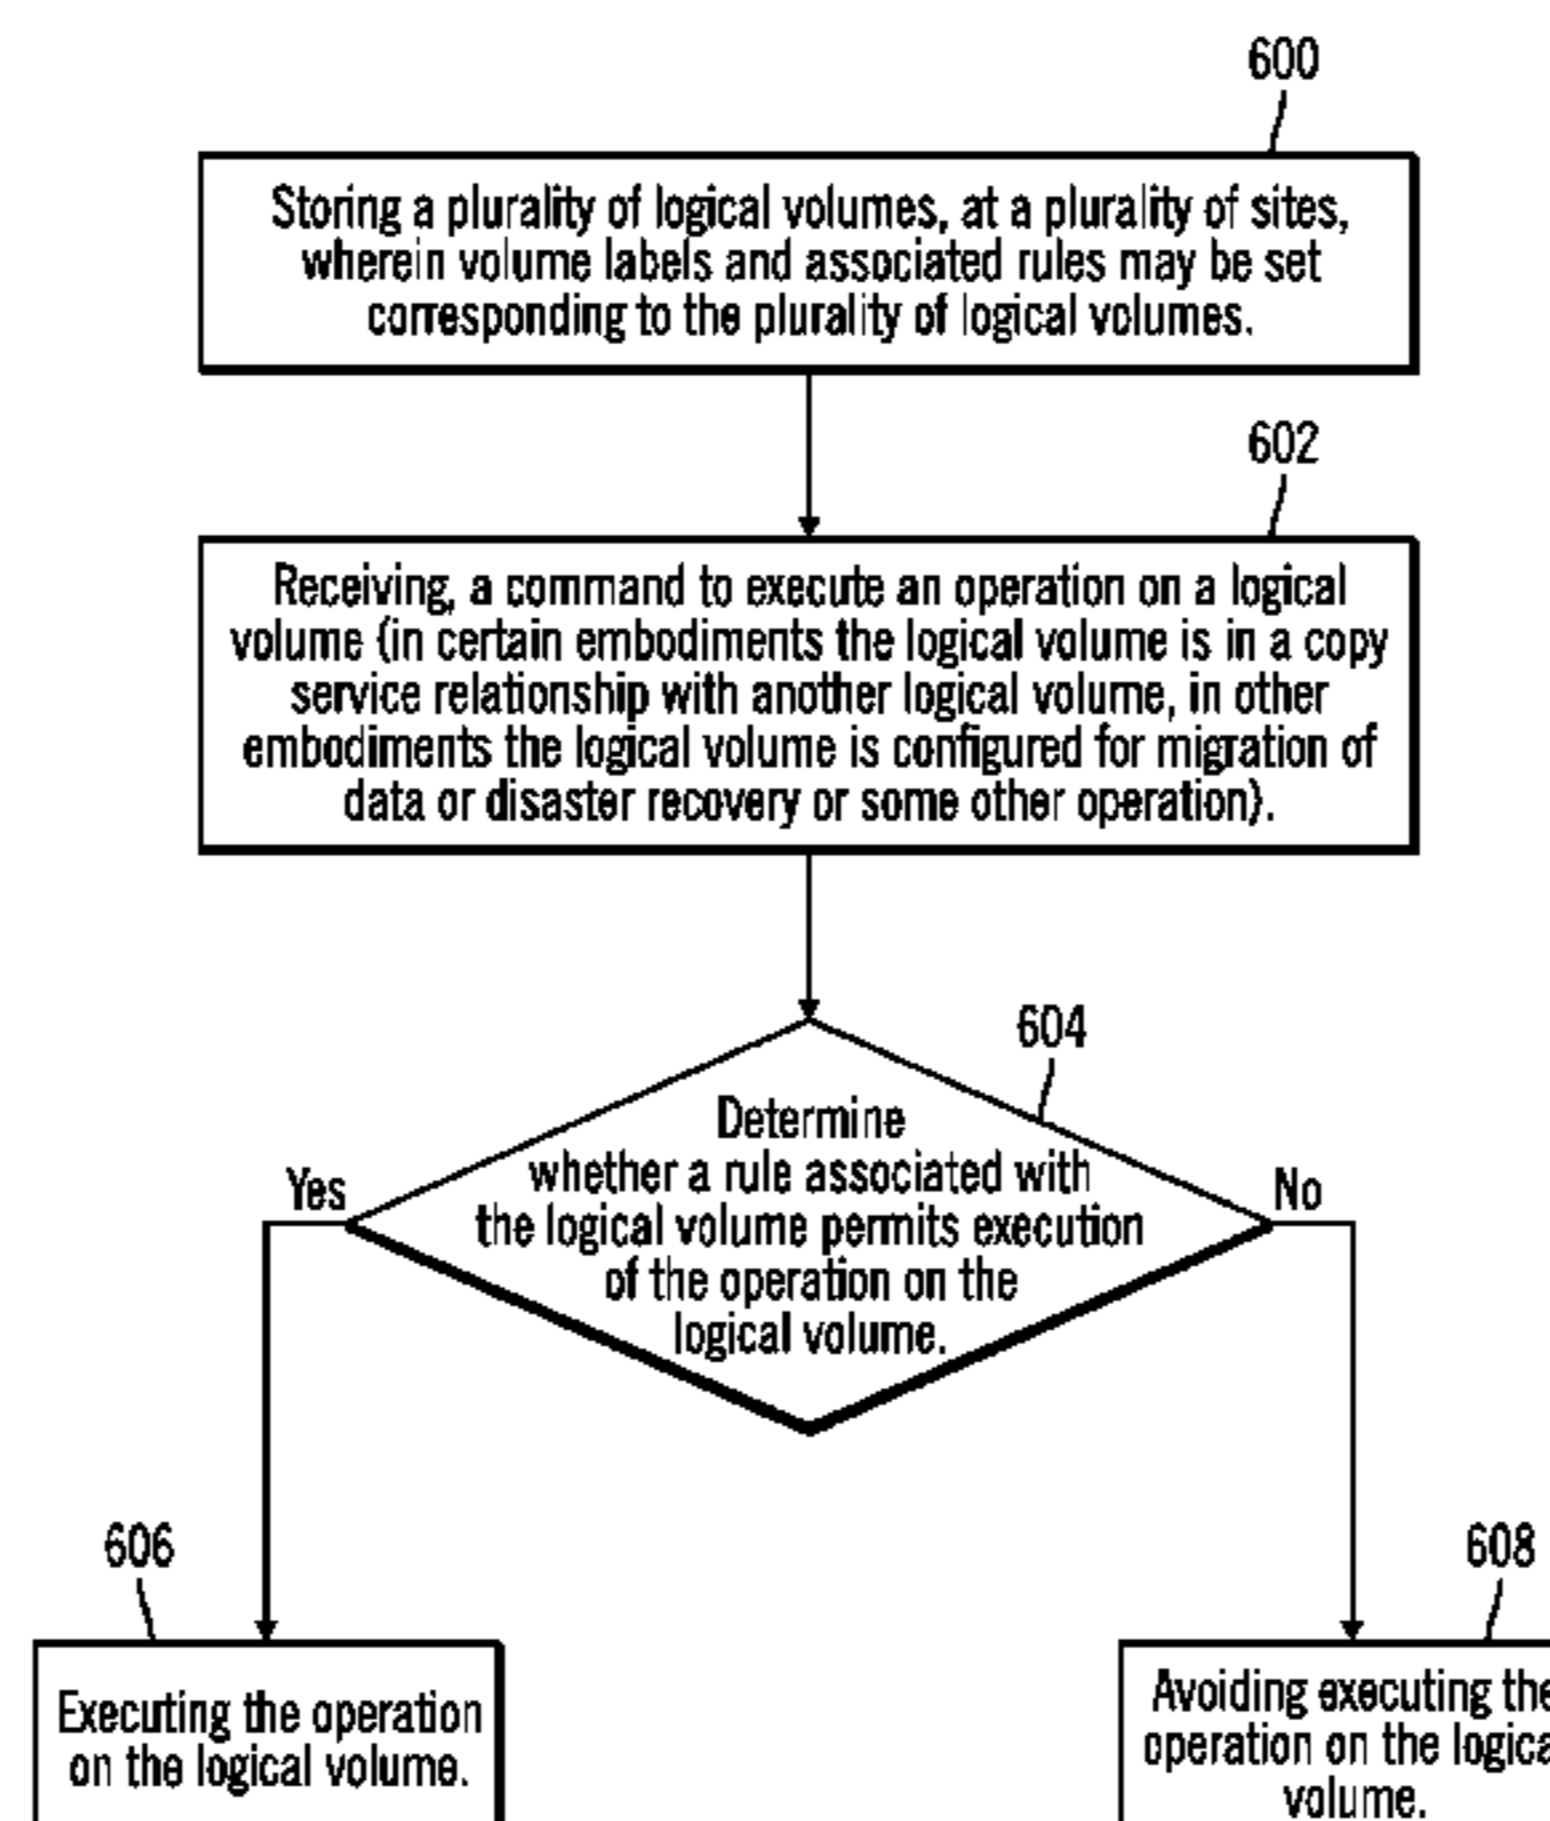 600
Storing a plurality of logical volumes, at a plurality of sites,
wherein volume labels and associated rules may be set
corresponding to the plurality of logical volumes.
602
Receiving, a command to execute an operation on a logical
volume (in certain embodiments the logical volume is in a copy
service relationship with another logical volume, in other
embodiments the logical volume is configured for migration of
data or disaster recovery or some other operation).
604
Determine
whether a rule associated with
the logical volume permits execution
of the operation on the
logical volume.
Yes
No
606
Executing the operation
on the logical volume.
608
Avoiding executing the
operation on the logica
volume.